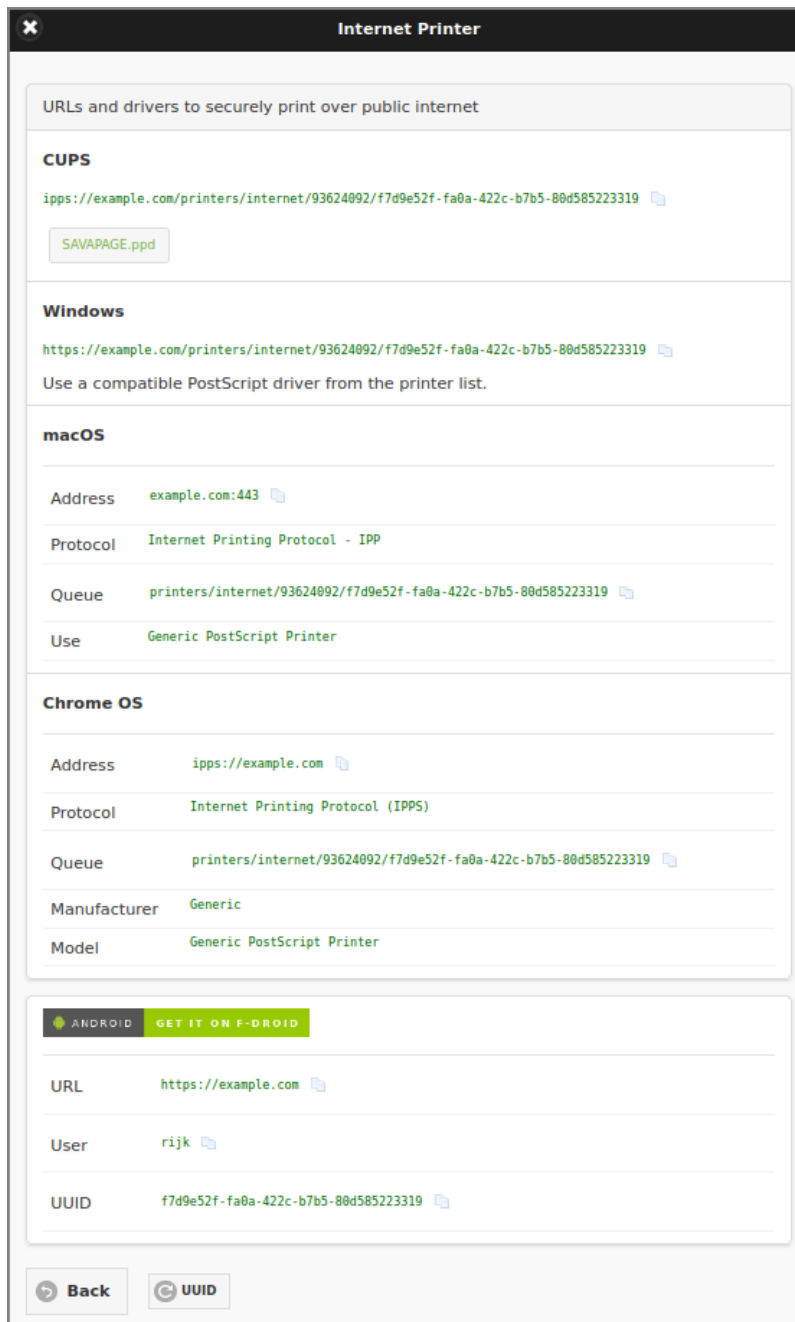 Internet Printer
URLs and drivers to securely print over public internet
CUPS
ipps://example.com/printers/internet/93624092/f7d9e52f-fa0a-422c-b7b5-80d585223319
SAVAPAGE.ppd
Windows
https://example.com/printers/internet/93624092/f7d9e52f-fa0a-422c-b7b5-80d585223319
Use a compatible PostScript driver from the printer list.
macOS
Address example.com:443
Protocol Internet Printing Protocol - IPP
Queue printers/internet/93624092/f7d9e52f-fa0a-422c-b7b5-80d585223319
Use Generic PostScript Printer
Chrome OS
Address ipps://example.com
Protocol Internet Printing Protocol (IPPS)
Queue printers/internet/93624092/f7d9e52f-fa0a-422c-b7b5-80d585223319
Manufacturer Generic
Model Generic PostScript Printer
ANDROID GET IT ON F-DROID
URL https://example.com
User rijk
UUID f7d9e52f-fa0a-422c-b7b5-80d585223319
Back UUID